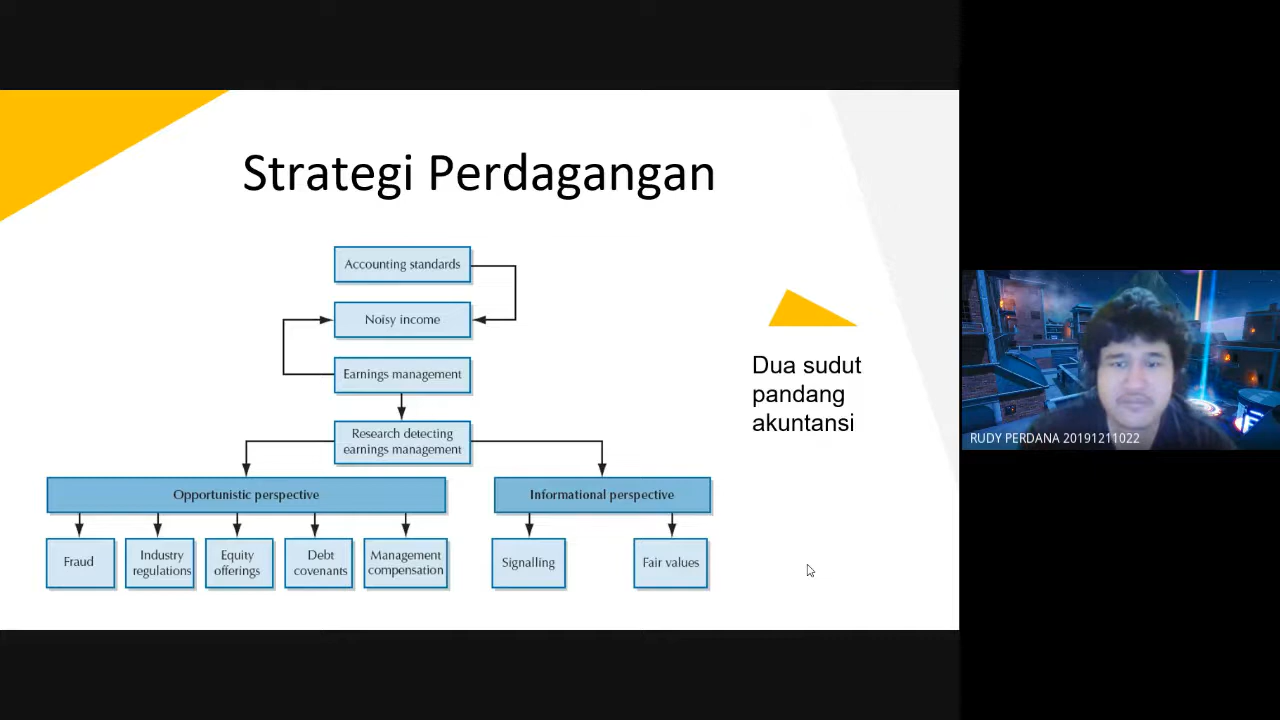 Strategi Perdagangan
Accounting standards
Noisy income
Earnings management
Research detecting
earnings management
Opportunistic perspective
Informational perspective
Fraud
Industry
regulations
Equity
offerings
Debt
covenants
Management
compensation
Signalling
Fair values
Dua sudut
pandang
akuntansi
RUDY PERDANA 20191211022